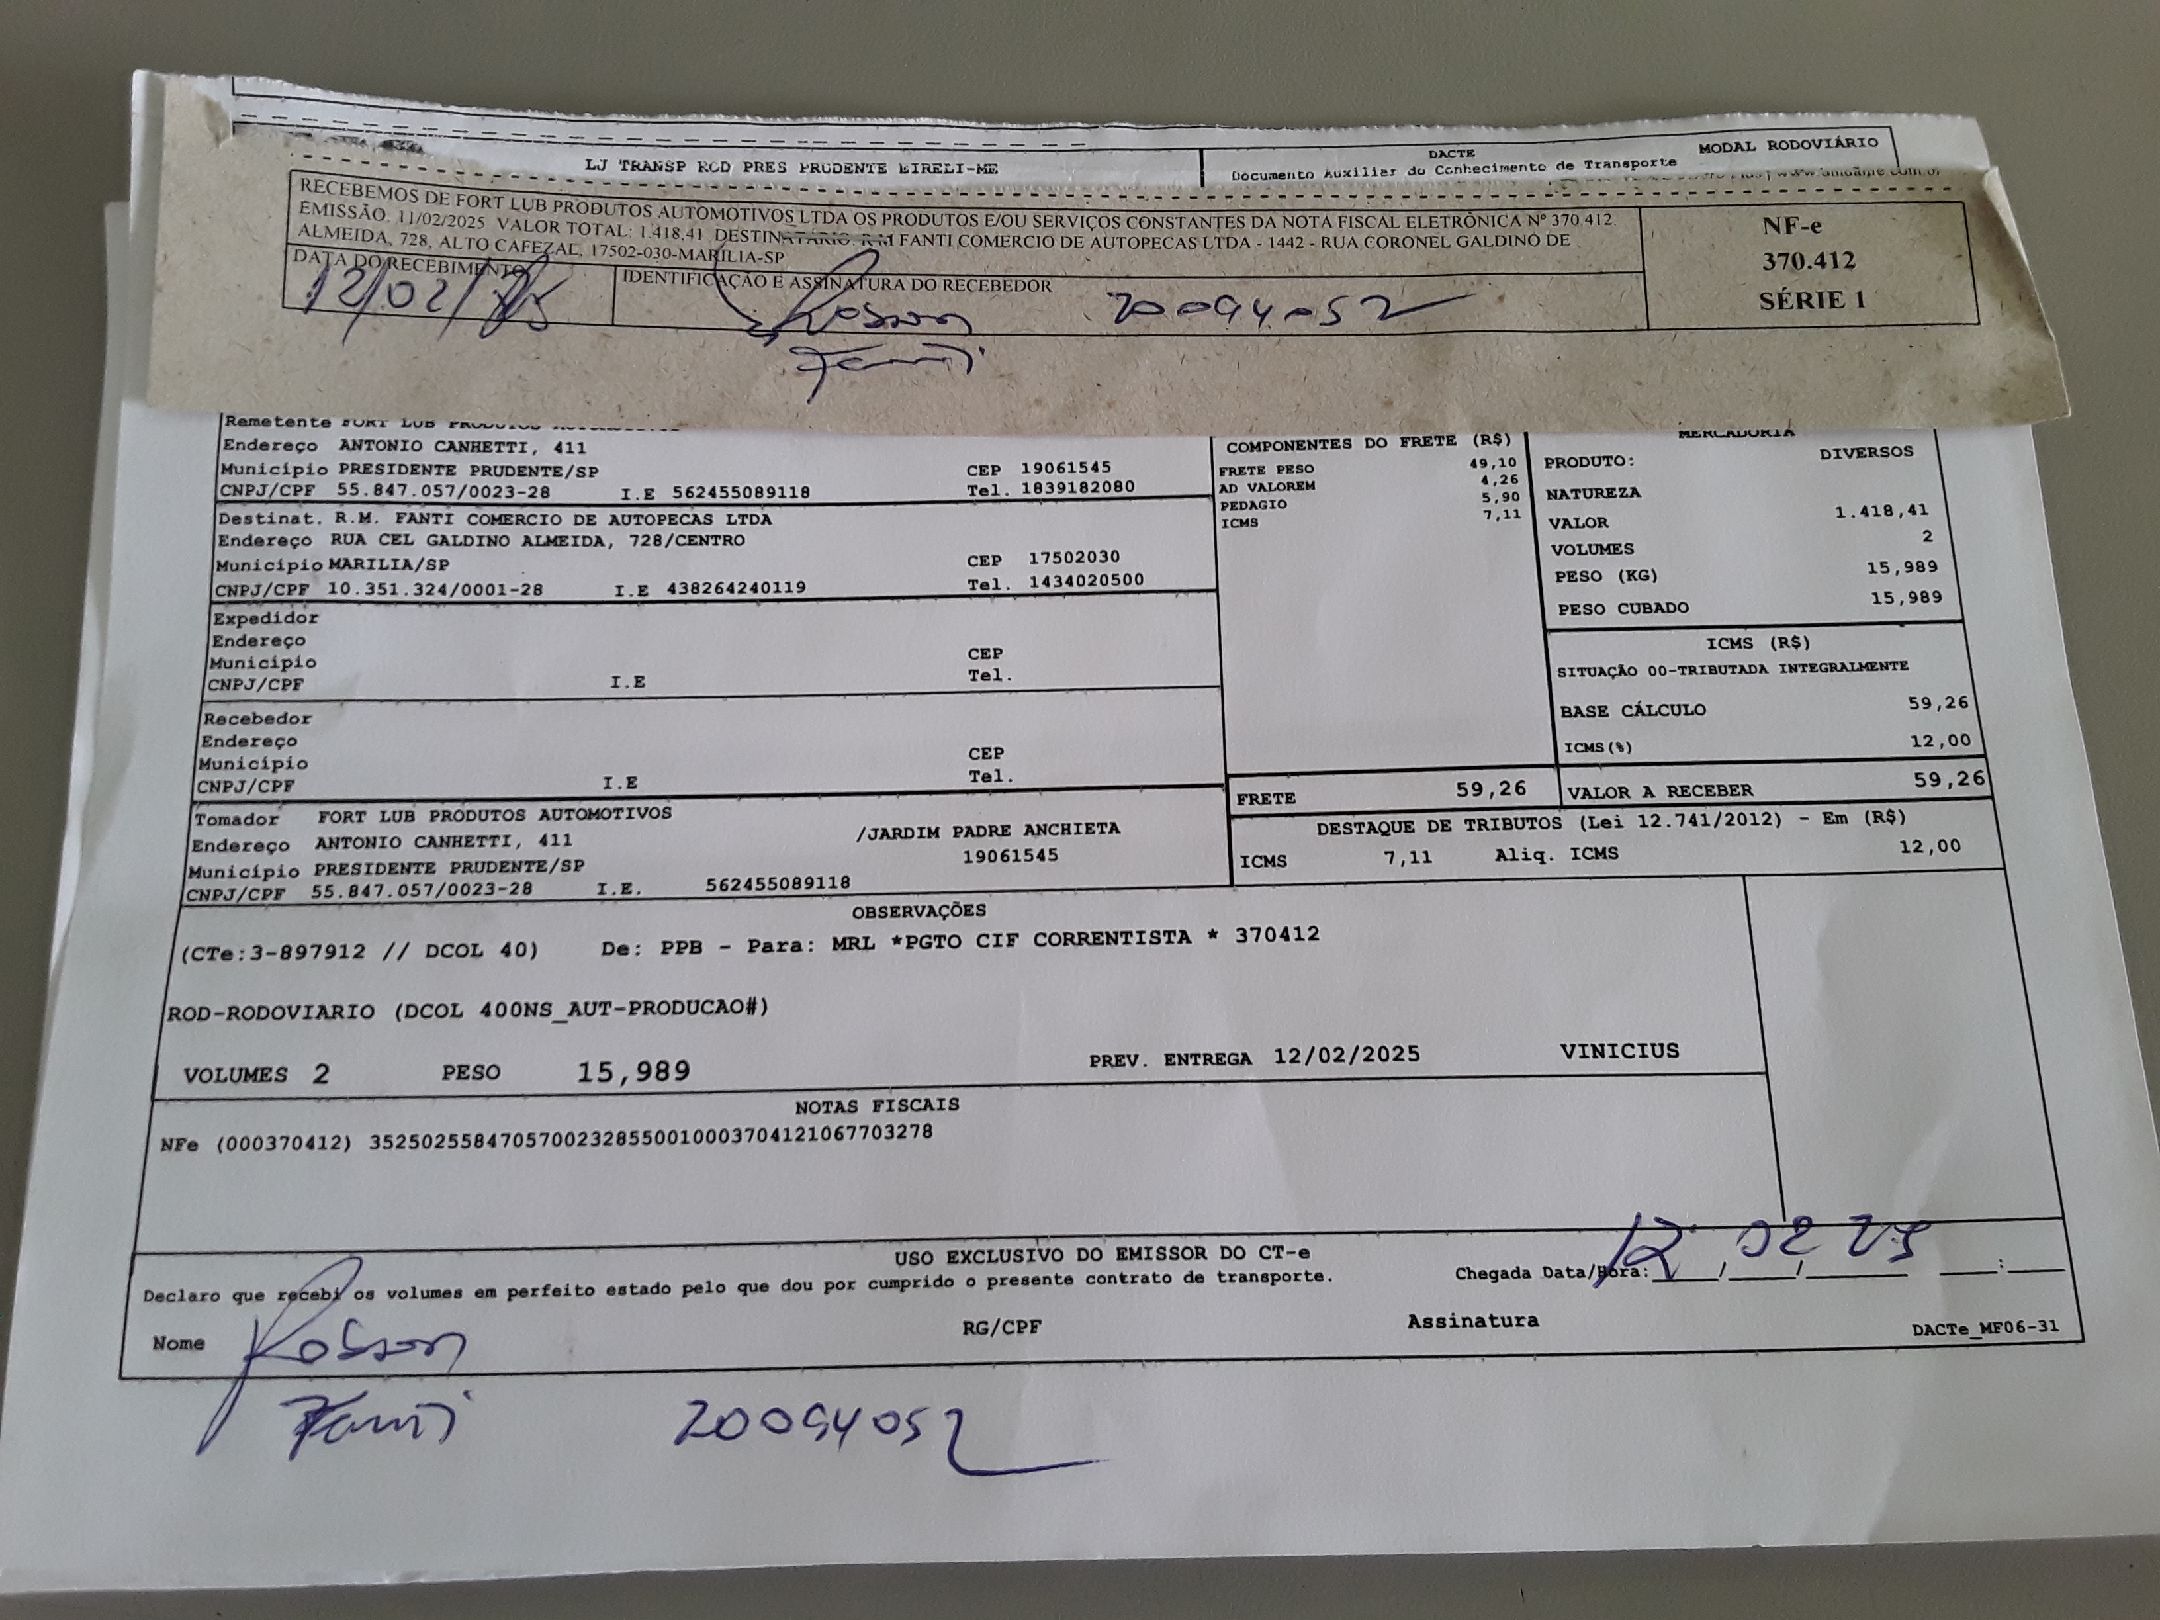 LJ TRANSP ROD PRES PRUDENTE EIRELI-ME
DACTE
Documento Auxiliar do Conhecimento de Transporte
MODAL RODOVIÁRIO
RECEBEMOS DE FORT LUB PRODUTOS AUTOMOTIVOS LTDA OS PRODUTOS E/OU SERVIÇOS CONSTANTES DA NOTA FISCAL ELETRÔNICA Nº 370.412.
EMISSÃO. 11/02/2025 VALOR TOTAL: 1.418,41 DESTINATÁRIO: R M FANTI COMERCIO DE AUTOPECAS LTDA - 1442 - RUA CORONEL GALDINO DE
ALMEIDA, 728, ALTO CAFEZAL, 17502-030-MARÍLIA-SP
DATA DO RECEBIMENTO
12/02/25
IDENTIFICAÇÃO E ASSINATURA DO RECEBEDOR
Robson 20094052
Fanti
NF-e
370.412
SÉRIE 1
Remetente FORT LUB PRODUTOS
Endereço ANTONIO CANHETTI, 411
Município PRESIDENTE PRUDENTE/SP CEP 19061545
CNPJ/CPF 55.847.057/0023-28 I.E 562455089118 Tel. 1839182080
Destinat. R.M. FANTI COMERCIO DE AUTOPECAS LTDA
Endereço RUA CEL GALDINO ALMEIDA, 728/CENTRO
Município MARILIA/SP CEP 17502030
CNPJ/CPF 10.351.324/0001-28 I.E 438264240119 Tel. 1434020500
Expedidor
Endereço
Município CEP
CNPJ/CPF I.E Tel.
Recebedor
Endereço
Município CEP
CNPJ/CPF I.E Tel.
Tomador FORT LUB PRODUTOS AUTOMOTIVOS
Endereço ANTONIO CANHETTI, 411 /JARDIM PADRE ANCHIETA
Município PRESIDENTE PRUDENTE/SP 19061545
CNPJ/CPF 55.847.057/0023-28 I.E. 562455089118
COMPONENTES DO FRETE (R$)
FRETE PESO 49,10
AD VALOREM 4,26
PEDAGIO 5,90
ICMS 7,11
MERCADORIA
PRODUTO: DIVERSOS
NATUREZA
VALOR 1.418,41
VOLUMES 2
PESO (KG) 15,989
PESO CUBADO 15,989
ICMS (R$)
SITUAÇÃO 00-TRIBUTADA INTEGRALMENTE
BASE CÁLCULO 59,26
ICMS(%) 12,00
FRETE 59,26
VALOR A RECEBER 59,26
DESTAQUE DE TRIBUTOS (Lei 12.741/2012) - Em (R$)
ICMS 7,11 Aliq. ICMS 12,00
OBSERVAÇÕES
(CTe:3-897912 // DCOL 40) De: PPB - Para: MRL *PGTO CIF CORRENTISTA * 370412
ROD-RODOVIARIO (DCOL 400NS_AUT-PRODUCAO#)
VOLUMES 2 PESO 15,989 PREV. ENTREGA 12/02/2025 VINICIUS
NOTAS FISCAIS
NFe (000370412) 35250255847057002328550010003704121067703278
USO EXCLUSIVO DO EMISSOR DO CT-e
Declaro que recebi os volumes em perfeito estado pelo que dou por cumprido o presente contrato de transporte.
Chegada Data/Hora: 12/02/25 :
Nome Robson RG/CPF Assinatura DACTe_MF06-31
Fanti 20094052